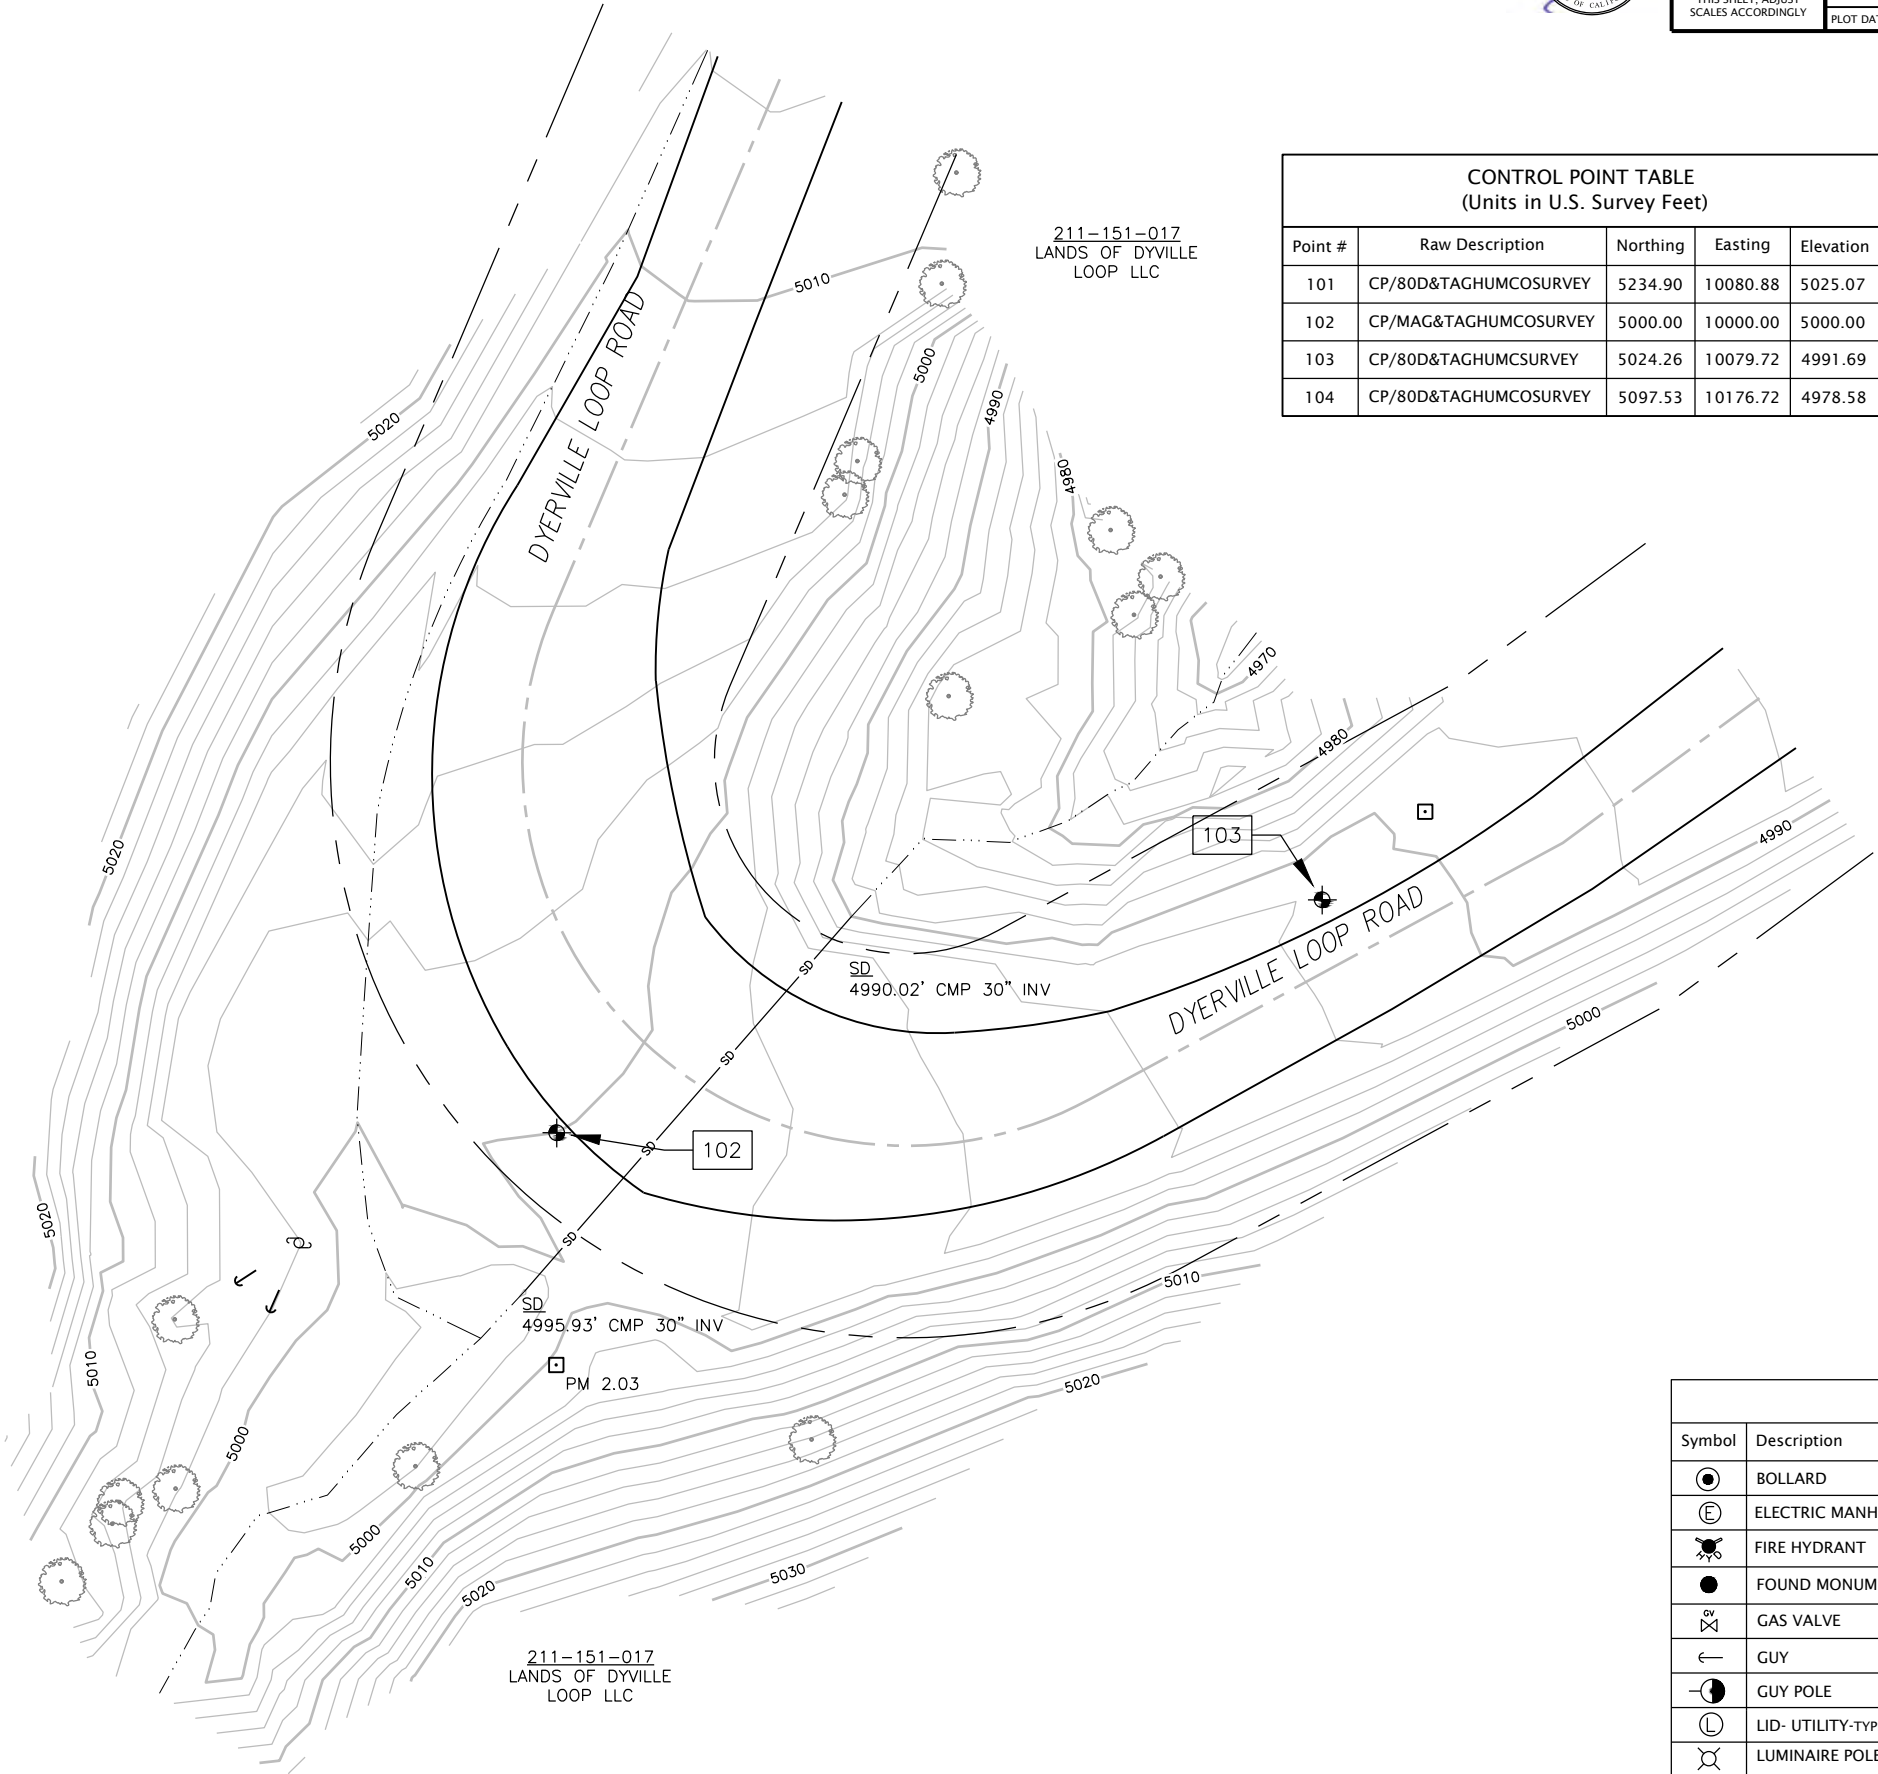 OF CALIF
THIS SHEET, ADJUST
SCALES ACCORDINGLY
PLOT DA
CONTROL POINT TABLE
(Units in U.S. Survey Feet)
Point # Raw Description Northing Easting Elevation
101 CP/80D&TAGHUMCOSURVEY 5234.90 10080.88 5025.07
102 CP/MAG&TAGHUMCOSURVEY 5000.00 10000.00 5000.00
103 CP/80D&TAGHUMCSURVEY 5024.26 10079.72 4991.69
104 CP/80D&TAGHUMCOSURVEY 5097.53 10176.72 4978.58
211-151-017
LANDS OF DYVILLE
LOOP LLC
5010
5000
4990
5020
4980
DYERVILLE LOOP ROAD
4970
4980
103
4990
5020
DYERVILLE LOOP ROAD
SD
SD
4990.02' CMP 30" INV
5000
SD
SD
102
5020
SD
5010
SD
4995.93' CMP 30" INV
PM 2.03
5010
5020
5000
5000
5010
5020
5030
211-151-017
LANDS OF DYVILLE
LOOP LLC
Symbol Description
BOLLARD
E ELECTRIC MANH
HYD FIRE HYDRANT
FOUND MONUM
GV GAS VALVE
GUY
GUY POLE
L LID- UTILITY-TYP
LUMINAIRE POLE